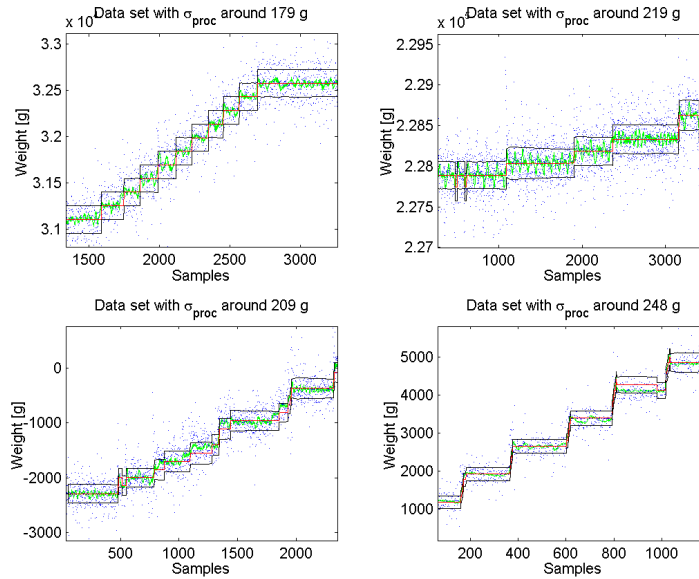 Data set with σproc around 179 g
x 10
3.3
3.25
3.2
3.15
3.1
Weight [g]
1500 2000 2500 3000
Samples
Data set with σproc around 219 g
x 10
2.295
2.29
2.285
2.28
2.275
2.27
Weight [g]
1000 2000 3000
Samples
Data set with σproc around 209 g
0
-1000
-2000
-3000
Weight [g]
500 1000 1500 2000
Samples
Data set with σproc around 248 g
5000
4000
3000
2000
1000
Weight [g]
200 400 600 800 1000
Samples